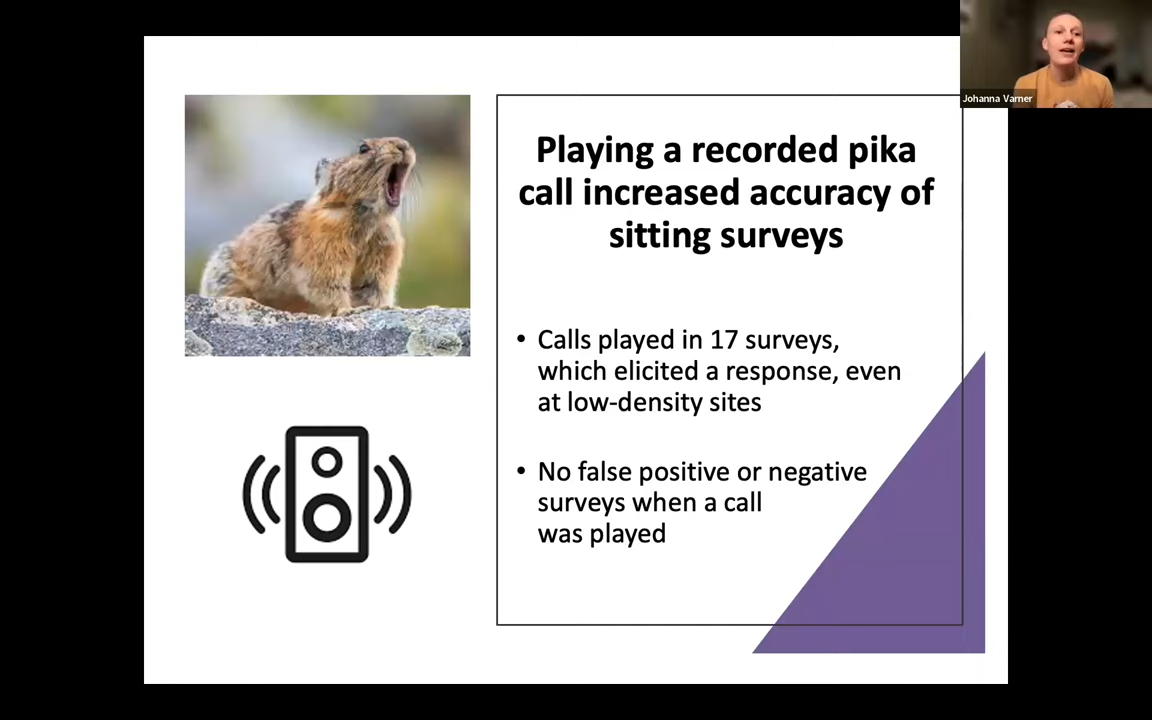 Johanna Varner
Playing a recorded pika
call increased accuracy of
sitting surveys
• Calls played in 17 surveys,
which elicited a response, even
at low-density sites
• No false positive or negative
surveys when a call
was played